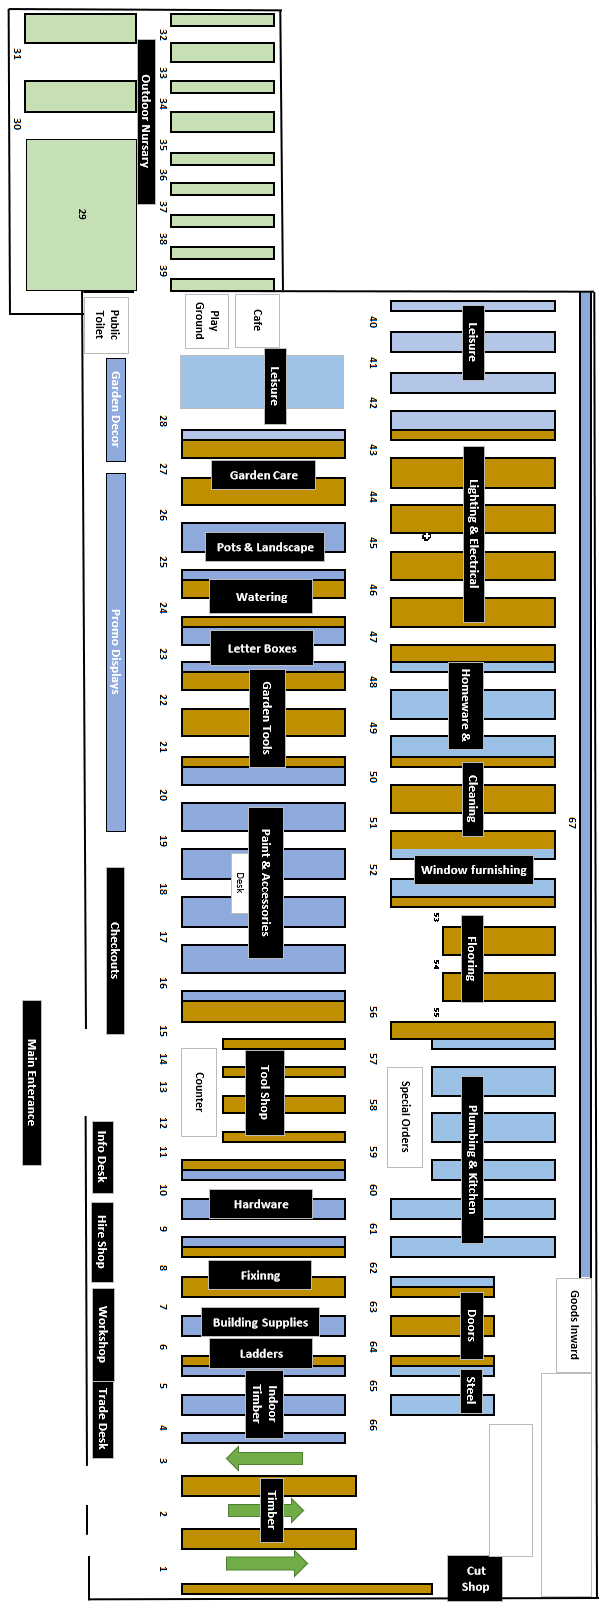 31
30
29
Outdoor Nursary
32
33
34
35
36
37
38
39
Public
Toilet
Play
Ground
Cafe
Garden Decor
Promo Displays
Checkouts
Main Enterance
Info Desk
Hire Shop
Workshop
Trade Desk
Leisure
28
27
Garden Care
26
Pots & Landscape
25
Watering
24
Letter Boxes
23
Garden Tools
22
21
20
Paint & Accessories
Desk
19
18
17
16
15
14
13
12
11
Counter
Tool Shop
10
Hardware
9
8
Fixinng
7
Building Supplies
6
Ladders
5
Indoor
Timber
4
3
2
Timber
1
Leisure
40
41
42
43
Lighting & Electrical
44
45
46
47
48
Homeware &
49
50
Cleaning
51
52
Window furnishing
53
Flooring
54
55
56
57
58
59
Special Orders
Plumbing & Kitchen
60
61
62
63
Doors
64
65
Steel
66
67
Goods Inward
Cut
Shop